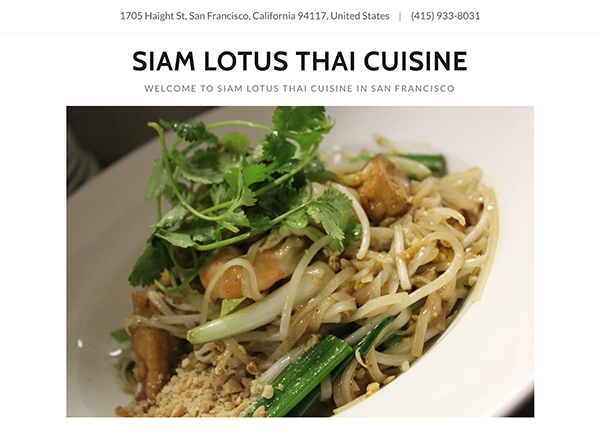 1705 Haight St, San Francisco, California 94117, United States | (415) 933-8031
SIAM LOTUS THAI CUISINE
WELCOME TO SIAM LOTUS THAI CUISINE IN SAN FRANCISCO